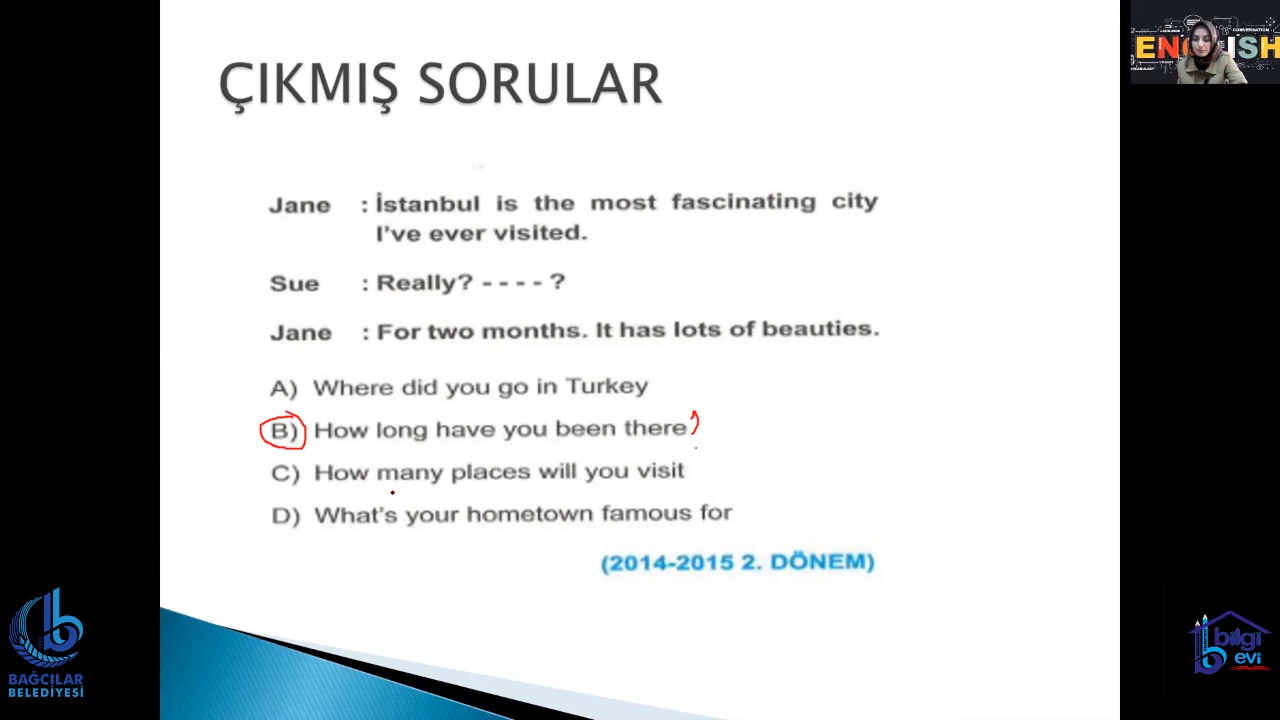 ÇIKMIŞ SORULAR
Jane : İstanbul is the most fascinating city
I've ever visited.
Sue : Really? - - - - ?
Jane : For two months. It has lots of beauties.
A) Where did you go in Turkey
B) How long have you been there ?
C) How many places will you visit
D) What's your hometown famous for
(2014-2015 2. DÖNEM)
CONVERSATION
ENGLISH
BAĞCILAR
BELEDİYESİ
bilgi
evi